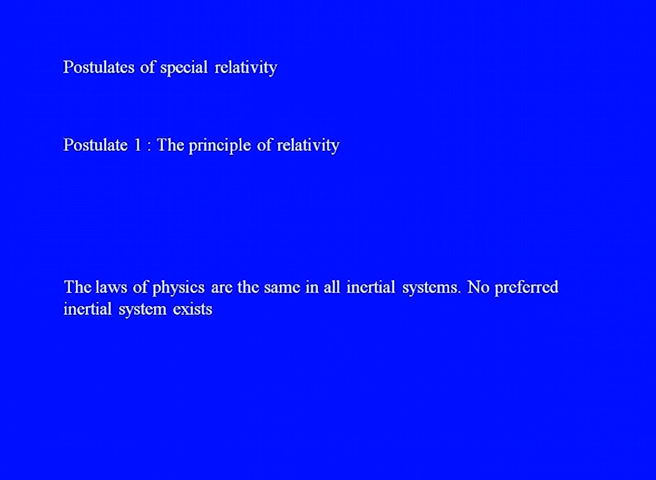 Postulates of special relativity
Postulate 1 : The principle of relativity
The laws of physics are the same in all inertial systems. No preferred
inertial system exists